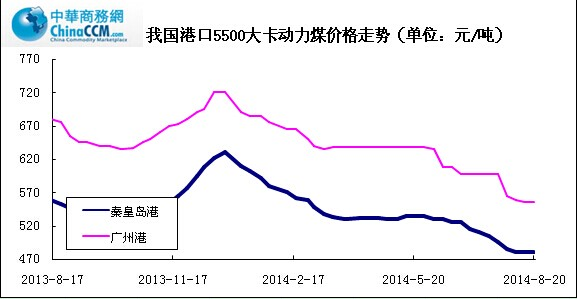 中華商務網
ChinaCCM.com
China Commodity Marketplace
我国港口5500大卡动力煤价格走势（单位：元/吨）
770
720
670
620
570
520
470
秦皇岛港
广州港
2013-8-17
2013-11-17
2014-2-17
2014-5-20
2014-8-20